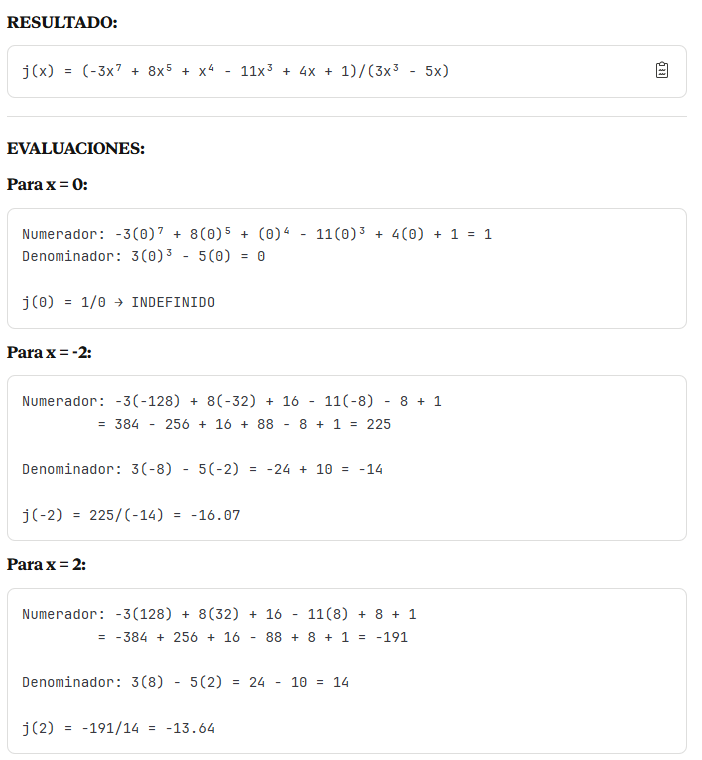 RESULTADO:
j(x) = (-3x⁷ + 8x⁵ + x⁴ - 11x³ + 4x + 1)/(3x³ - 5x)
EVALUACIONES:
Para x = 0:
Numerador: -3(0)⁷ + 8(0)⁵ + (0)⁴ - 11(0)³ + 4(0) + 1 = 1
Denominador: 3(0)³ - 5(0) = 0
j(0) = 1/0 → INDEFINIDO
Para x = -2:
Numerador: -3(-128) + 8(-32) + 16 - 11(-8) - 8 + 1
= 384 - 256 + 16 + 88 - 8 + 1 = 225
Denominador: 3(-8) - 5(-2) = -24 + 10 = -14
j(-2) = 225/(-14) = -16.07
Para x = 2:
Numerador: -3(128) + 8(32) + 16 - 11(8) + 8 + 1
= -384 + 256 + 16 - 88 + 8 + 1 = -191
Denominador: 3(8) - 5(2) = 24 - 10 = 14
j(2) = -191/14 = -13.64